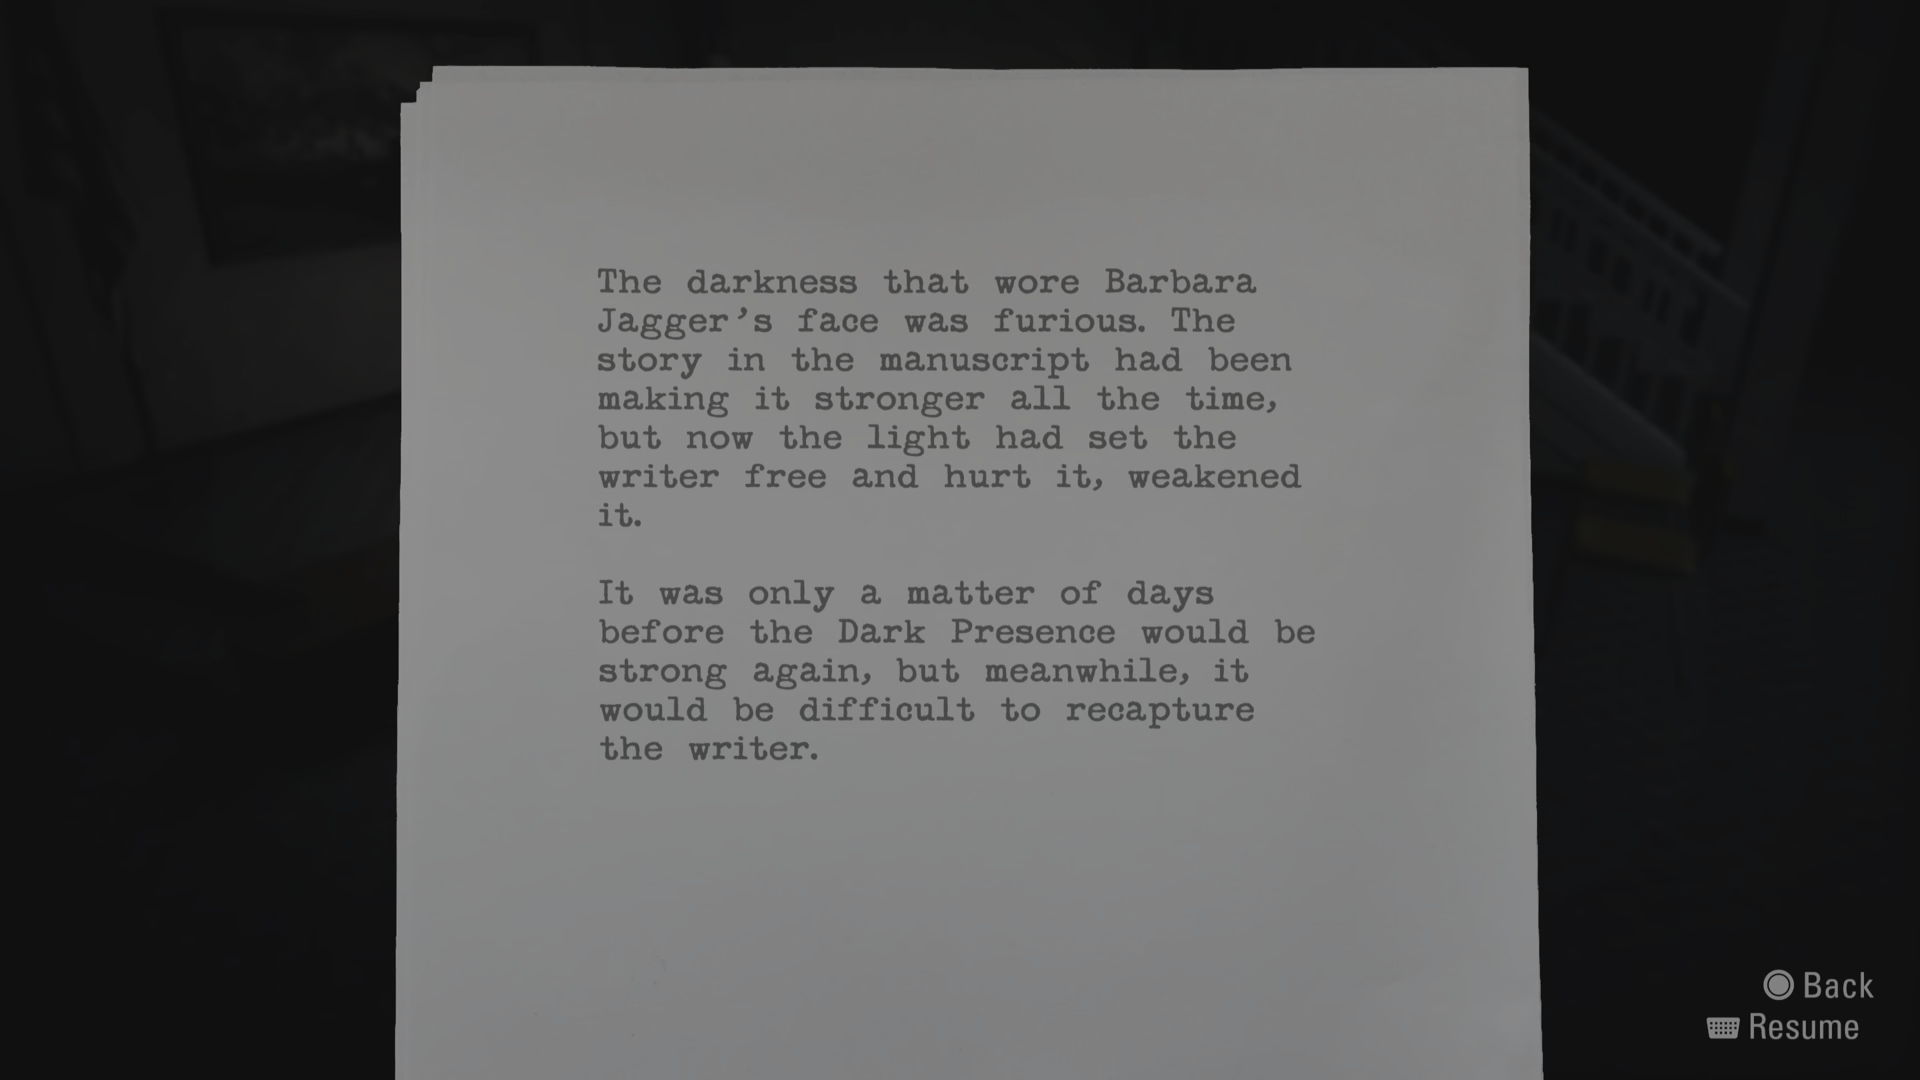 The darkness that wore Barbara
Jagger's face was furious. The
story in the manuscript had been
making it stronger all the time,
but now the light had set the
writer free and hurt it, weakened
it.
It was only a matter of days
before the Dark Presence would be
strong again, but meanwhile, it
would be difficult to recapture
the writer.
Back
Resume